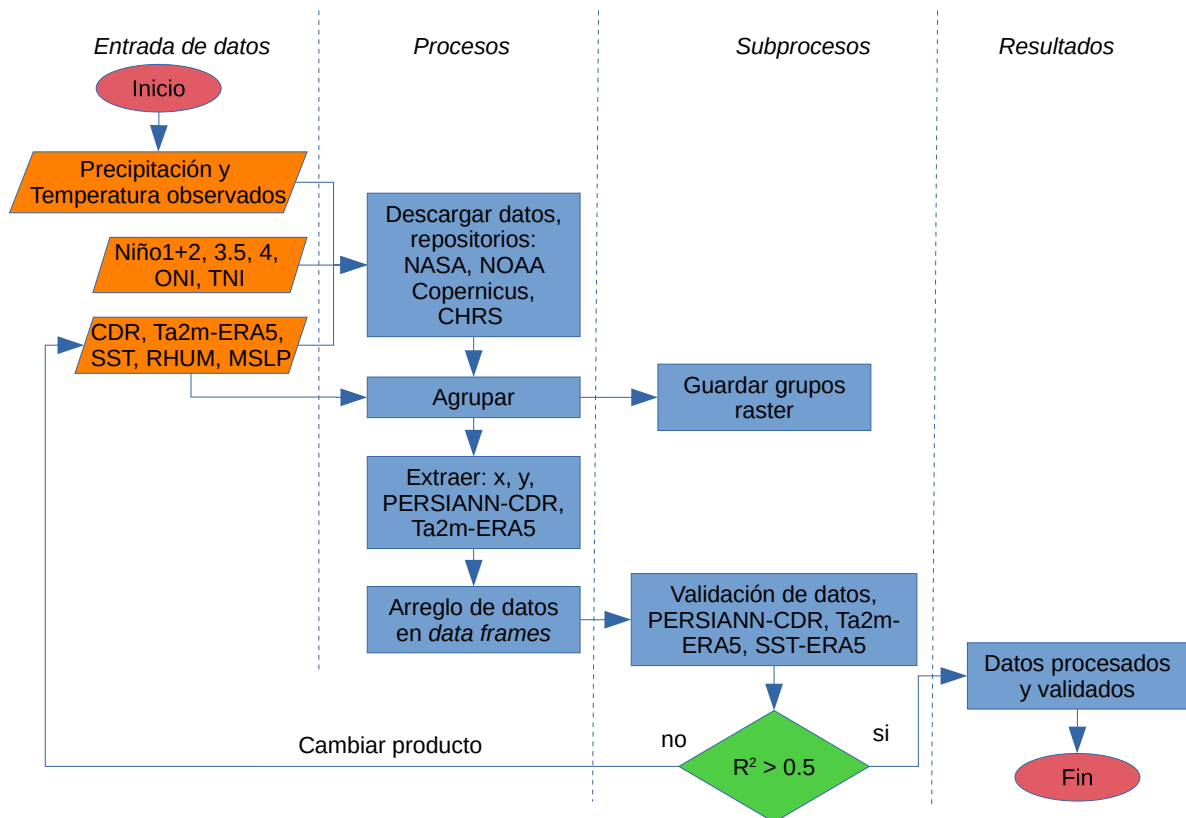 Entrada de datos
Procesos
Subprocesos
Resultados
Inicio
Precipitación y
Temperatura observados
Niño1+2, 3.5, 4,
ONI, TNI
CDR, Ta2m-ERA5,
SST, RHUM, MSLP
Descargar datos,
repositorios:
NASA, NOAA
Copernicus,
CHRS
Agrupar
Guardar grupos
raster
Extraer: x, y,
PERSIANN-CDR,
Ta2m-ERA5
Arreglo de datos
en data frames
Validación de datos,
PERSIANN-CDR, Ta2m-
ERA5, SST-ERA5
Datos procesados
y validados
Cambiar producto
no
R² > 0.5
si
Fin